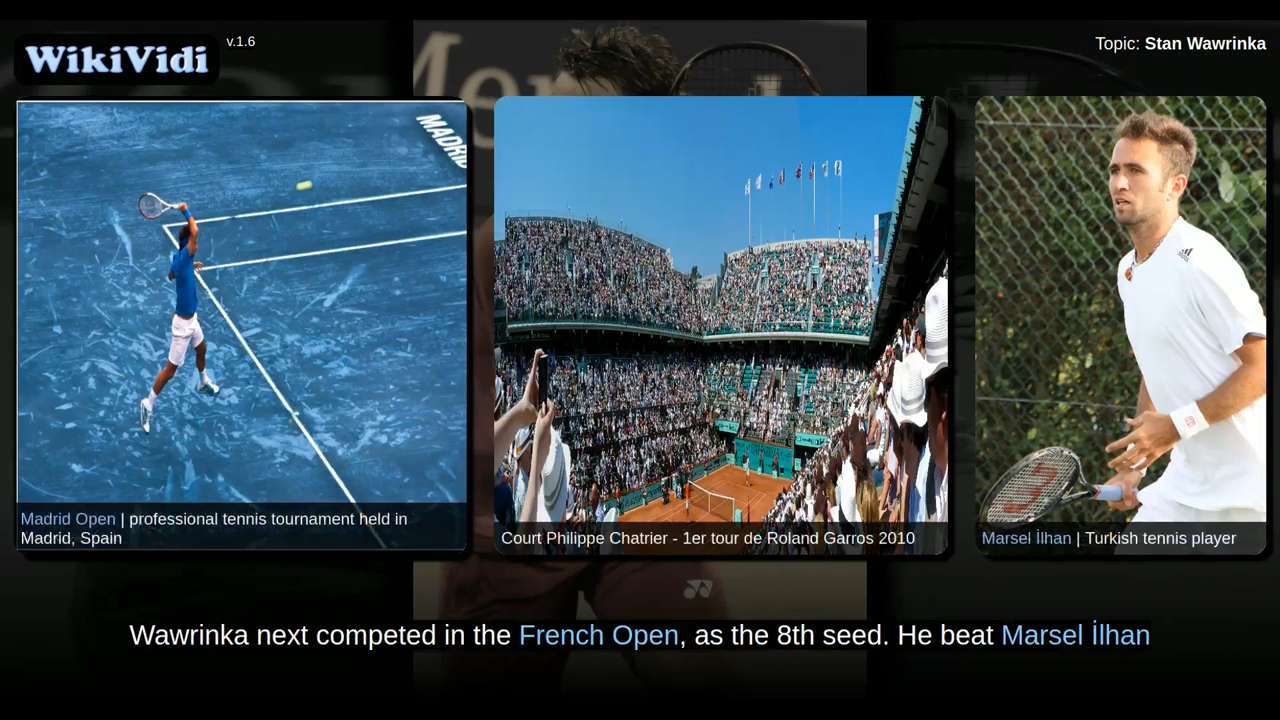 WikiVidi
v.1.6
Topic: Stan Wawrinka
MADRID
Madrid Open | professional tennis tournament held in
Madrid, Spain
Court Philippe Chatrier - 1er tour de Roland Garros 2010
Marsel İlhan | Turkish tennis player
Wawrinka next competed in the French Open, as the 8th seed. He beat Marsel İlhan